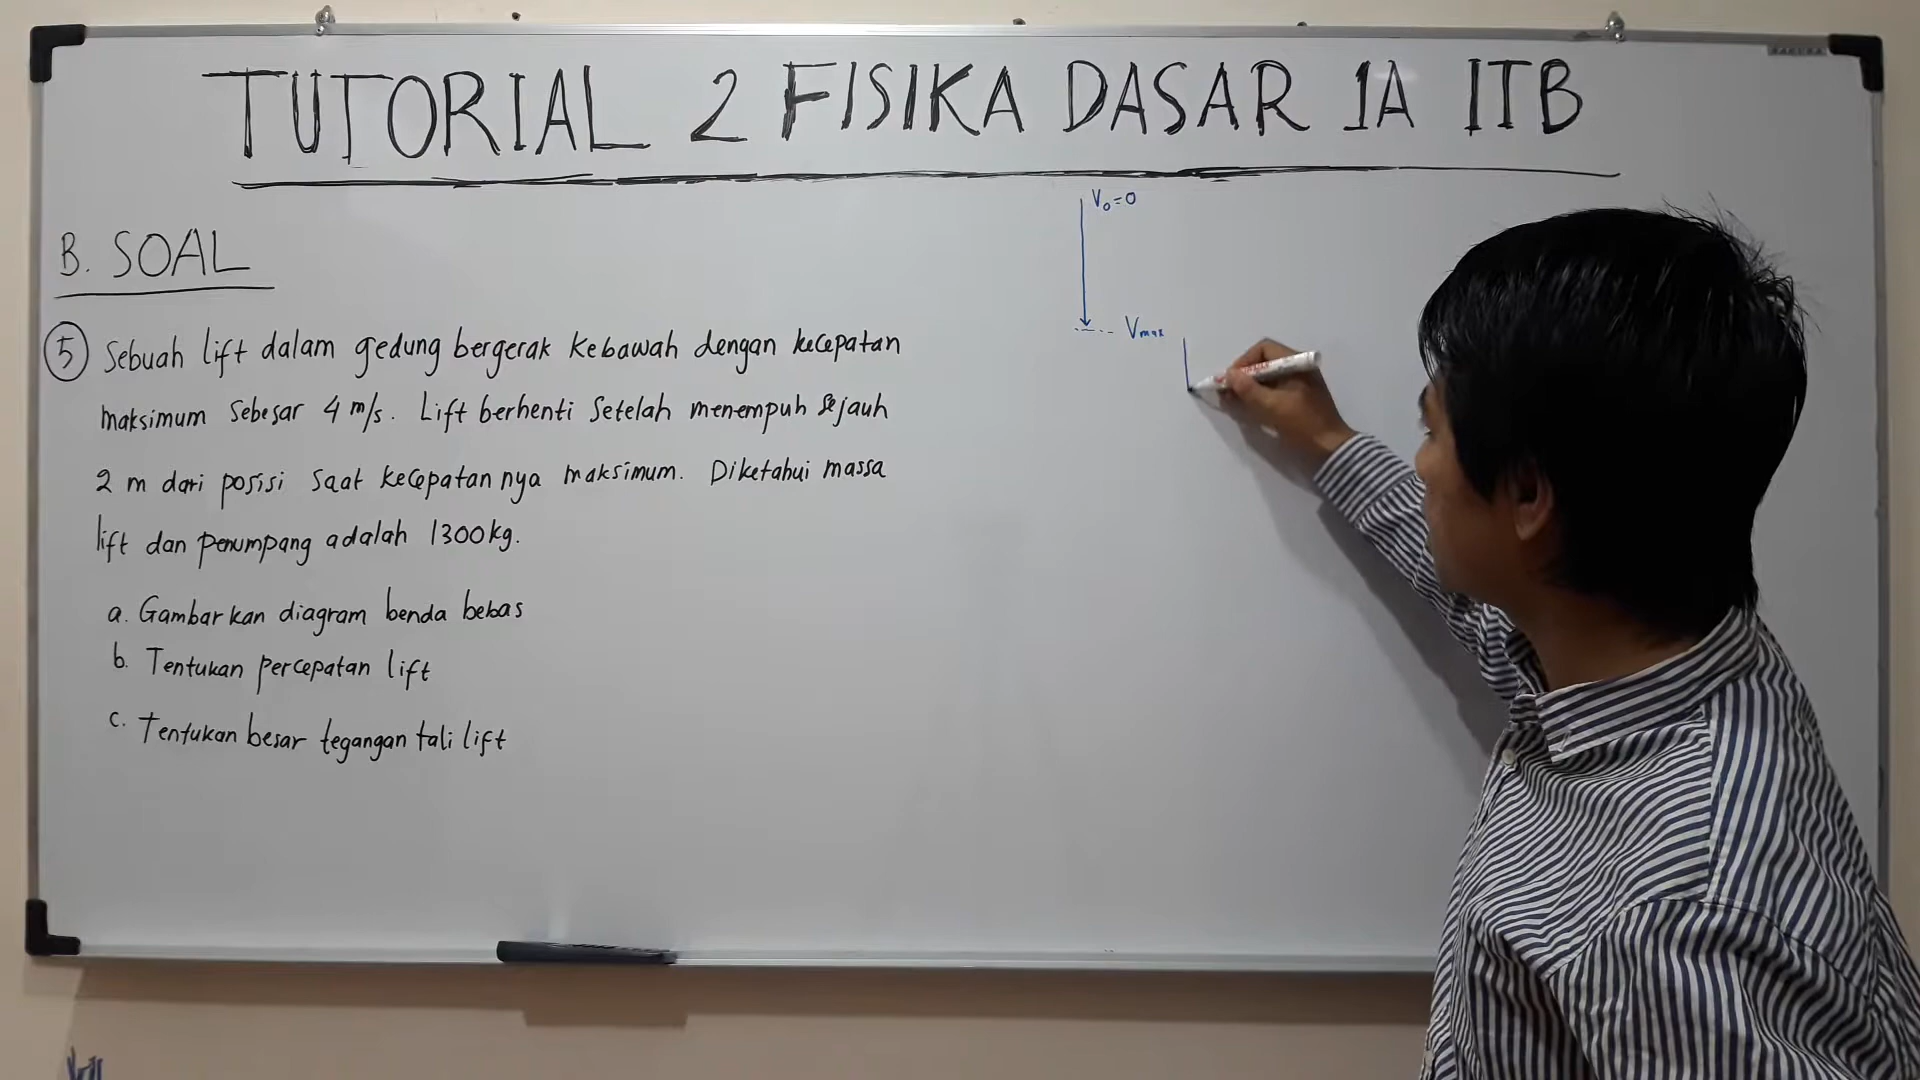 TUTORIAL 2 FISIKA DASAR 1A ITB
V₀=0
Vmax
B. SOAL
5 Sebuah lift dalam gedung bergerak kebawah dengan kecepatan
maksimum sebesar 4 m/s. Lift berhenti setelah menempuh sejauh
2 m dari posisi saat kecepatannya maksimum. Diketahui massa
lift dan penumpang adalah 1300kg.
a. Gambarkan diagram benda bebas
b. Tentukan percepatan lift
c. Tentukan besar tegangan tali lift